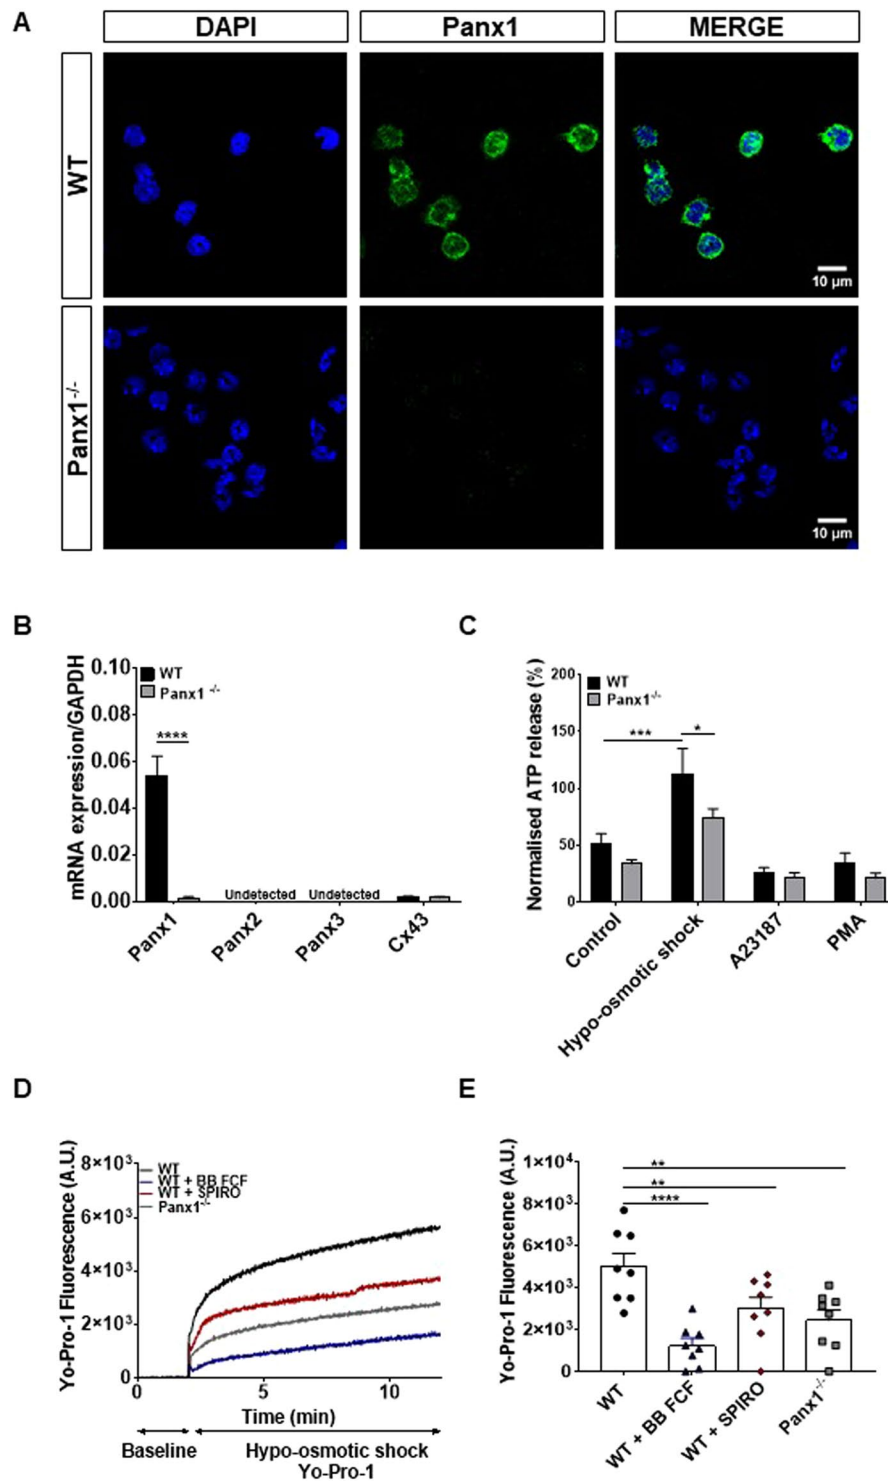 A
DAPI
Panx1
MERGE
WT
10 µm
Panx1-/-
10 µm
B
mRNA expression/GAPDH
0.10
0.08
0.06
0.04
0.02
0.00
WT
Panx1 -/-
****
Undetected
Undetected
Panx1
Panx2
Panx3
Cx43
C
Normalised ATP release (%)
200
150
100
50
0
WT
Panx1-/-
***
*
Control
Hypo-osmotic shock
A23187
PMA
D
Yo-Pro-1 Fluorescence (A.U.)
8×10³
6×10³
4×10³
2×10³
0
WT
WT + BB FCF
WT + SPIRO
Panx1-/-
0
5
10
Time (min)
Baseline
Hypo-osmotic shock
Yo-Pro-1
E
Yo-Pro-1 Fluorescence (A.U.)
1×10⁴
8×10³
6×10³
4×10³
2×10³
0
**
**
****
WT
WT + BB FCF
WT + SPIRO
Panx1-/-